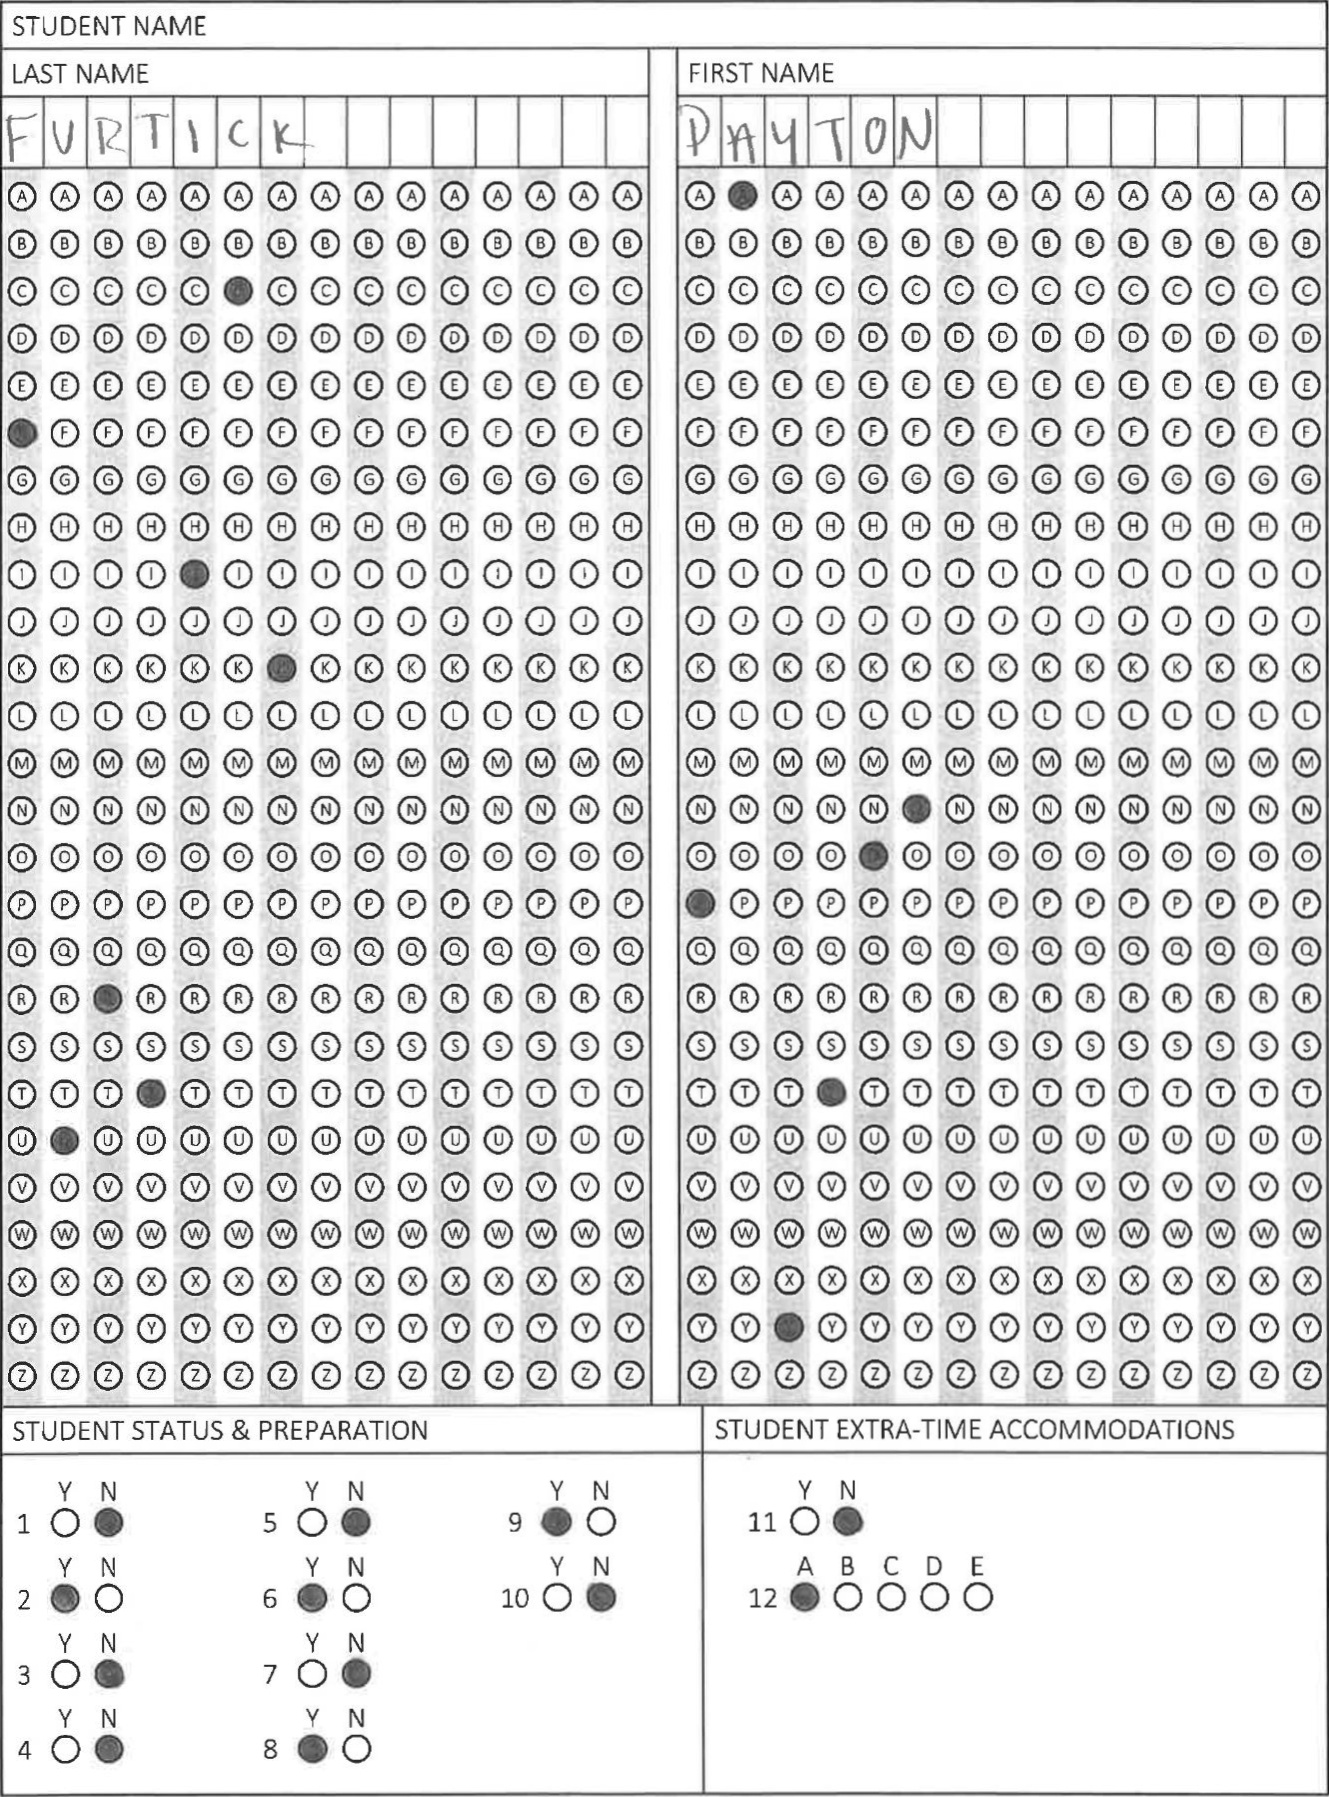 STUDENT NAME
LAST NAME FIRST NAME
FURTICK PAYTON
A A A A A A A A A A A A A A A A A A A A A A A A A A A A A A
B B B B B B B B B B B B B B B B B B B B B B B B B B B B B B
C C C C C C C C C C C C C C C C C C C C C C C C C C C C C
D D D D D D D D D D D D D D D D D D D D D D D D D D D D D D
E E E E E E E E E E E E E E E E E E E E E E E E E E E E E E
F F F F F F F F F F F F F F F F F F F F F F F F F F F F F
G G G G G G G G G G G G G G G G G G G G G G G G G G G G G G
H H H H H H H H H H H H H H H H H H H H H H H H H H H H H H
I I I I I I I I I I I I I I I I I I I I I I I I I I I I I
J J J J J J J J J J J J J J J J J J J J J J J J J J J J J J
K K K K K K K K K K K K K K K K K K K K K K K K K K K K K
L L L L L L L L L L L L L L L L L L L L L L L L L L L L L L
M M M M M M M M M M M M M M M M M M M M M M M M M M M M M M
N N N N N N N N N N N N N N N N N N N N N N N N N N N N N
O O O O O O O O O O O O O O O O O O O O O O O O O O O O O
P P P P P P P P P P P P P P P P P P P P P P P P P P P P P
Q Q Q Q Q Q Q Q Q Q Q Q Q Q Q Q Q Q Q Q Q Q Q Q Q Q Q Q Q Q
R R R R R R R R R R R R R R R R R R R R R R R R R R R R R
S S S S S S S S S S S S S S S S S S S S S S S S S S S S S S
T T T T T T T T T T T T T T T T T T T T T T T T T T T T
U U U U U U U U U U U U U U U U U U U U U U U U U U U U U
V V V V V V V V V V V V V V V V V V V V V V V V V V V V V V
W W W W W W W W W W W W W W W W W W W W W W W W W W W W W W
X X X X X X X X X X X X X X X X X X X X X X X X X X X X X X
Y Y Y Y Y Y Y Y Y Y Y Y Y Y Y Y Y Y Y Y Y Y Y Y Y Y Y Y Y
Z Z Z Z Z Z Z Z Z Z Z Z Z Z Z Z Z Z Z Z Z Z Z Z Z Z Z Z Z Z
STUDENT STATUS & PREPARATION
STUDENT EXTRA-TIME ACCOMMODATIONS
Y N Y N Y N Y N
1 5 9 11
Y N Y N Y N A B C D E
2 6 10 12
Y N Y N
3 7
Y N Y N
4 8